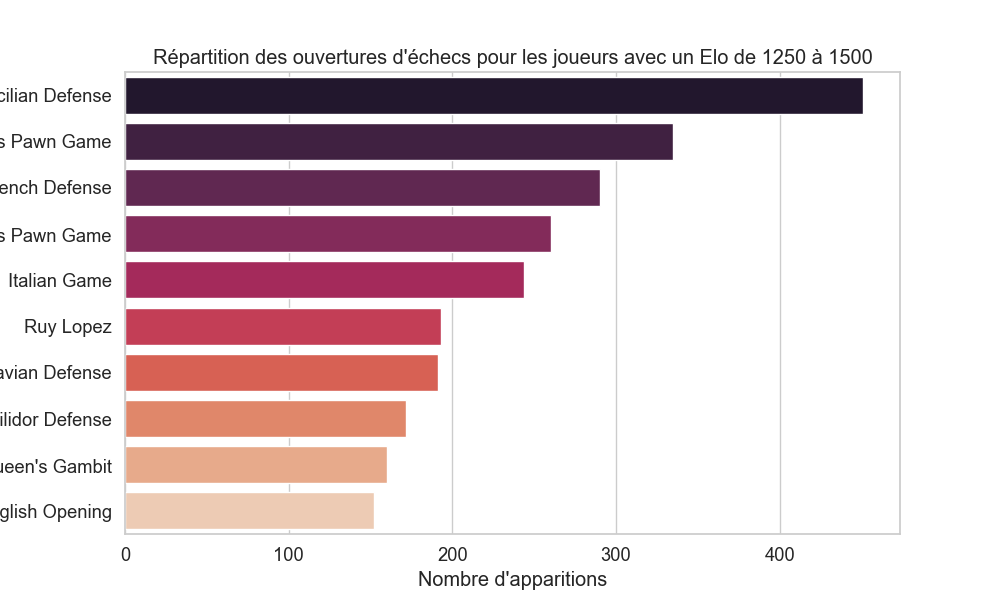 Répartition des ouvertures d'échecs pour les joueurs avec un Elo de 1250 à 1500
cilian Defense
s Pawn Game
ench Defense
s Pawn Game
Italian Game
Ruy Lopez
avian Defense
ilidor Defense
ueen's Gambit
glish Opening
0 100 200 300 400
Nombre d'apparitions